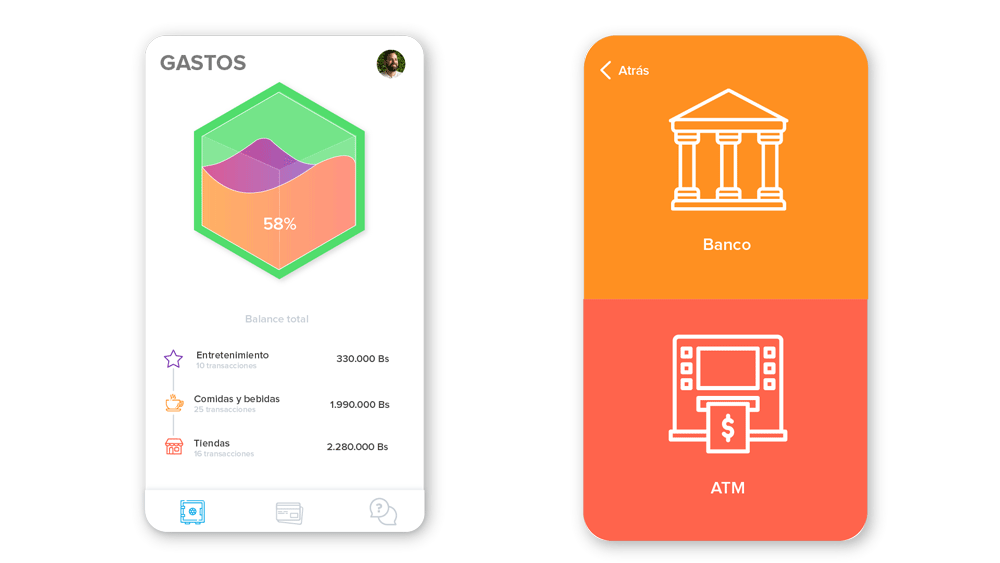 GASTOS
58%
Balance total
Entretenimiento
10 transacciones
330.000 Bs
Comidas y bebidas
25 transacciones
1.990.000 Bs
Tiendas
16 transacciones
2.280.000 Bs
?
Atrás
Banco
$
ATM